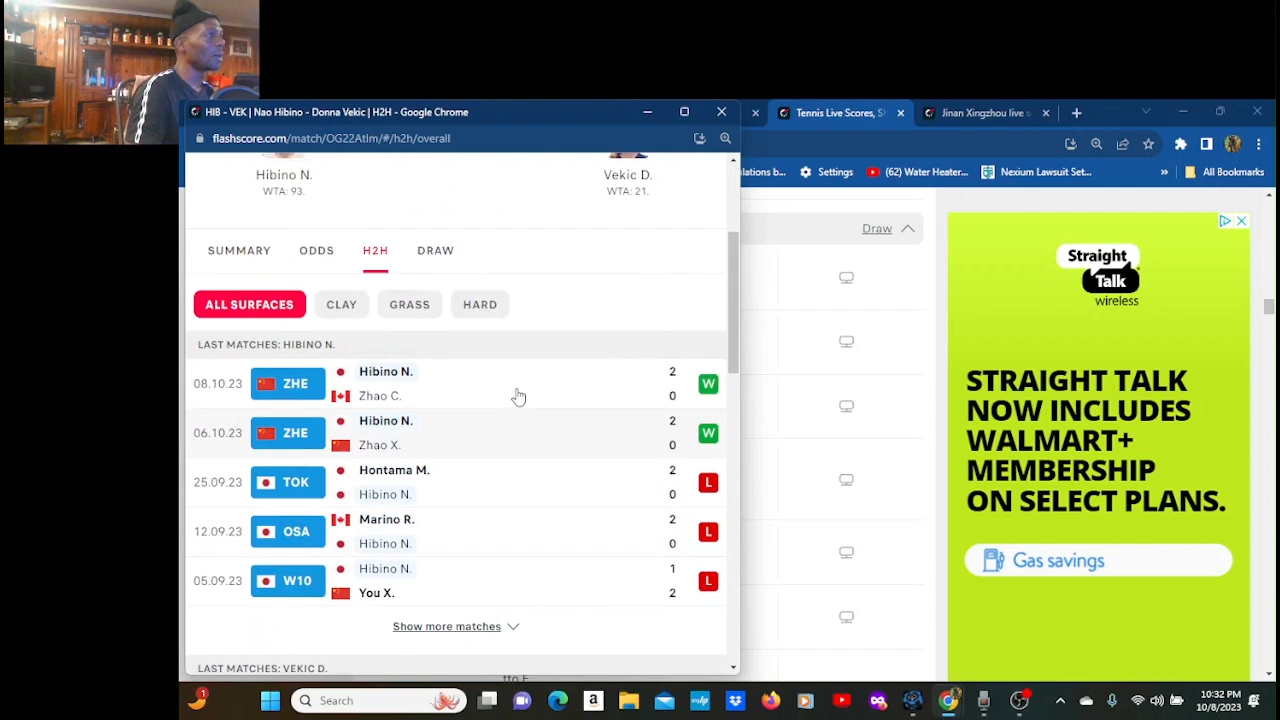 HIB - VEK | Nao Hibino - Donna Vekic | H2H - Google Chrome
flashscore.com/match/OG22Atlm/#/h2h/overall
Hibino N.
WTA: 93.
Vekic D.
WTA: 21.
SUMMARY ODDS H2H DRAW
ALL SURFACES CLAY GRASS HARD
LAST MATCHES: HIBINO N.
08.10.23 ZHE Hibino N. 2 W
Zhao C. 0
06.10.23 ZHE Hibino N. 2 W
Zhao X. 0
25.09.23 TOK Hontama M. 2 L
Hibino N. 0
12.09.23 OSA Marino R. 2 L
Hibino N. 0
05.09.23 W10 Hibino N. 1 L
You X. 2
Show more matches
LAST MATCHES: VEKIC D.
Tennis Live Scores, S
Jinan Xingzhou live s
ulations b... Settings (62) Water Heater... Nexium Lawsuit Set... » All Bookmarks
Draw
Straight
Talk
wireless
STRAIGHT TALK
NOW INCLUDES
WALMART+
MEMBERSHIP
ON SELECT PLANS.
Gas savings
1
Search
10:32 PM
10/8/2023